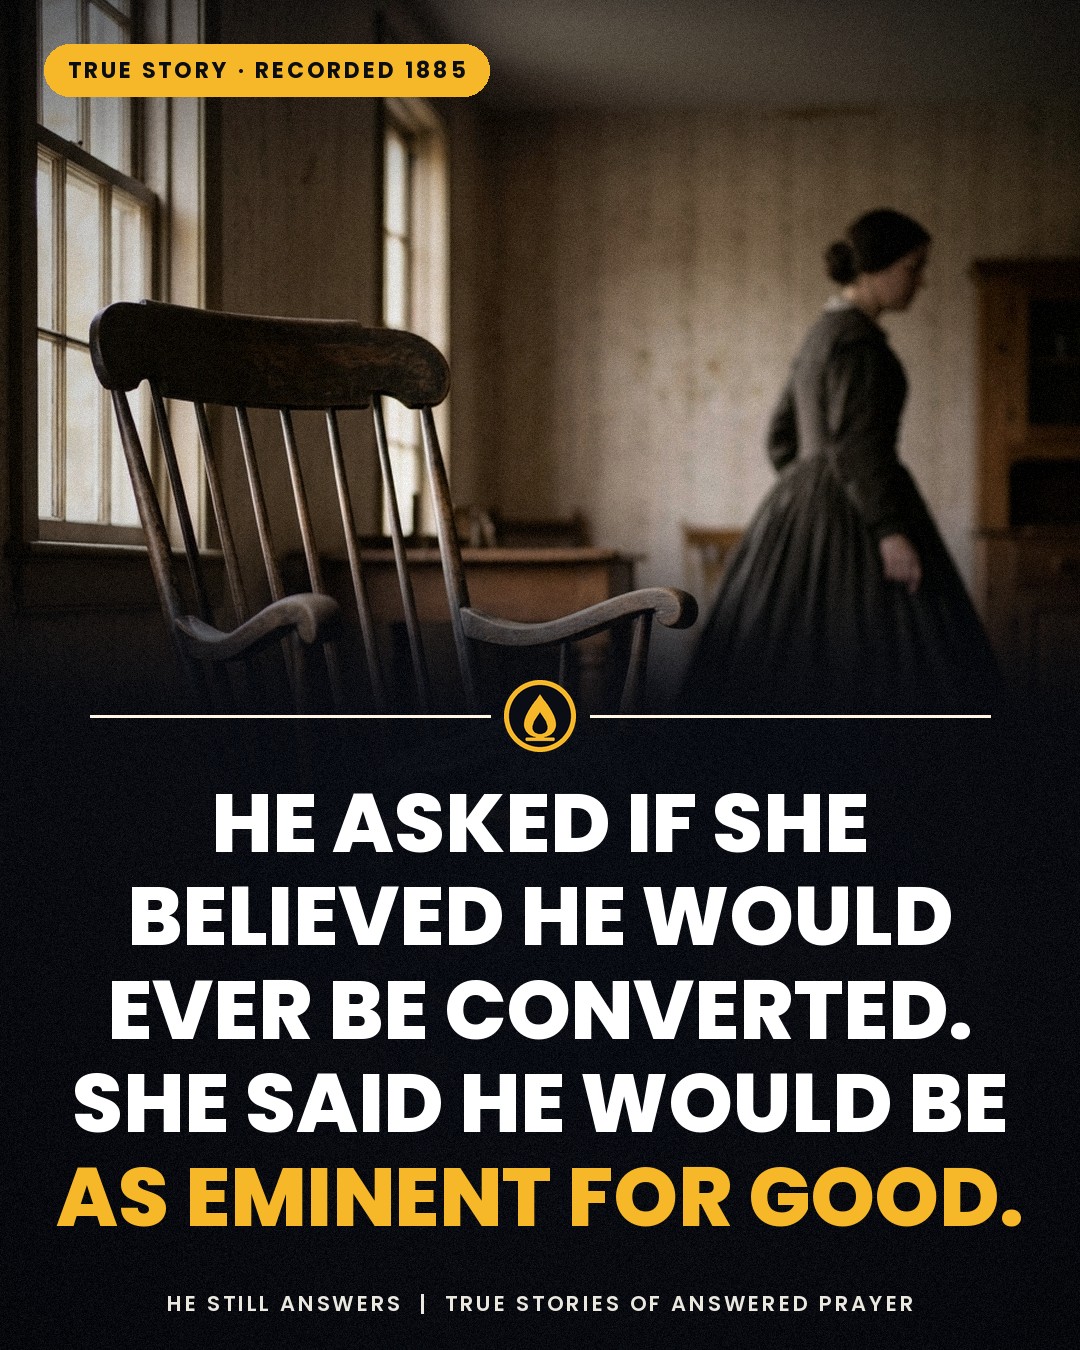 TRUE STORY · RECORDED 1885
HE ASKED IF SHE
BELIEVED HE WOULD
EVER BE CONVERTED.
SHE SAID HE WOULD BE
AS EMINENT FOR GOOD.
HE STILL ANSWERS | TRUE STORIES OF ANSWERED PRAYER